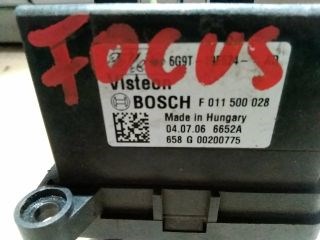 FOCUS
6G9T
Visteon
BOSCH F 011 500 028
Made in Hungary
04.07.06 6652A
658 G 00200775